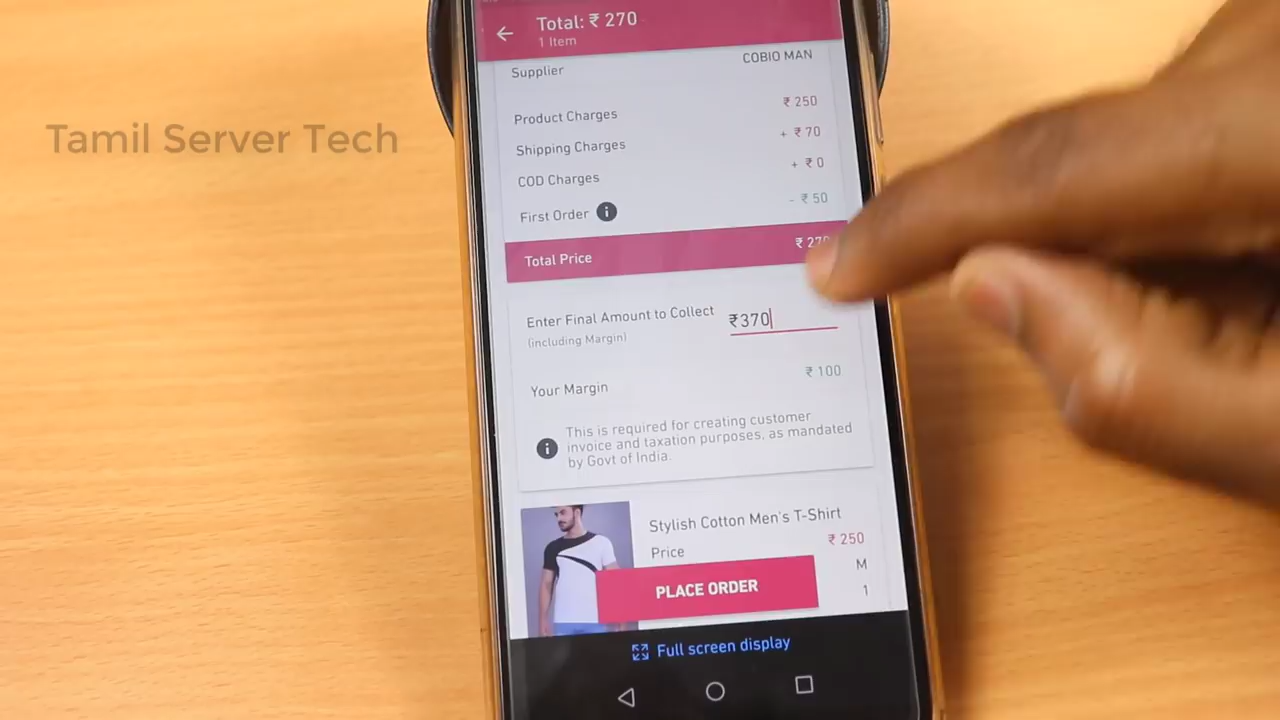 Total: ₹ 270
1 Item
Tamil Server Tech
Supplier COBIO MAN
Product Charges ₹ 250
Shipping Charges + ₹ 70
COD Charges + ₹ 0
First Order i - ₹ 50
Total Price ₹ 270
Enter Final Amount to Collect ₹370
(including Margin)
Your Margin ₹ 100
i This is required for creating customer
invoice and taxation purposes, as mandated
by Govt of India.
Stylish Cotton Men's T-Shirt
Price ₹ 250
M
1
PLACE ORDER
Full screen display